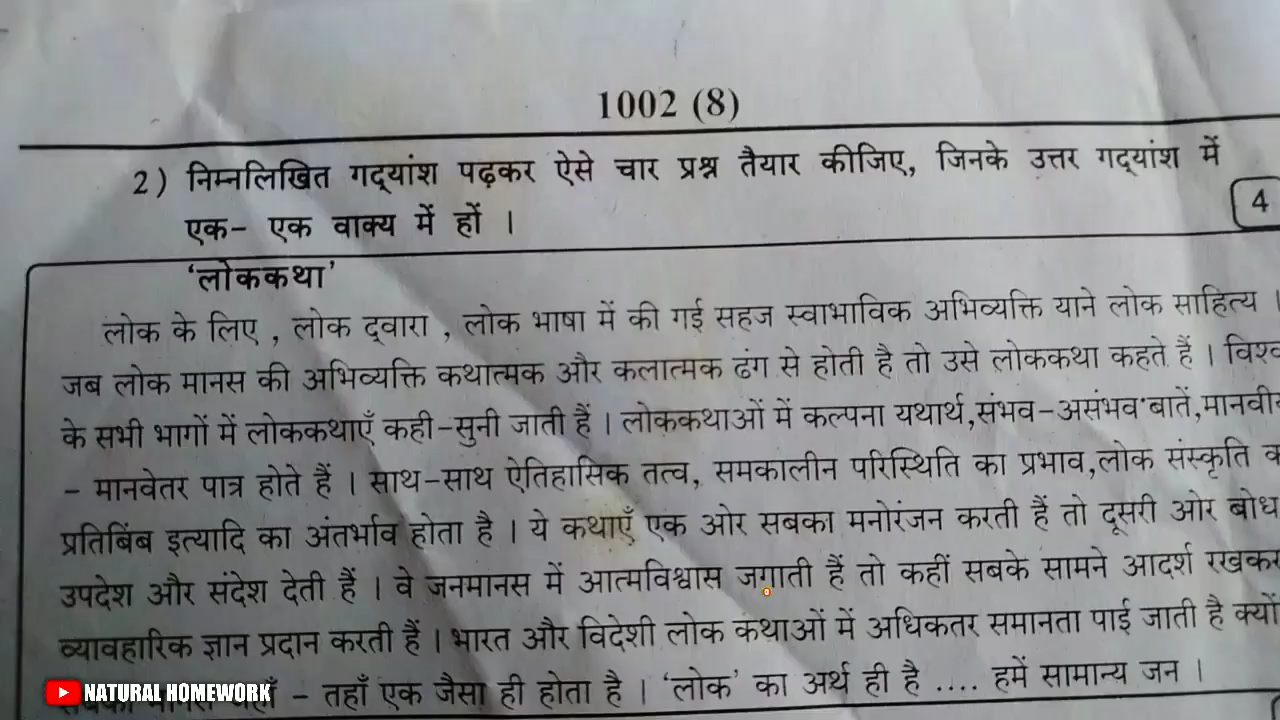 1002 (8)
2) निम्नलिखित गद्यांश पढ़कर ऐसे चार प्रश्न तैयार कीजिए, जिनके उत्तर गद्यांश में
एक- एक वाक्य में हों ।
4
'लोककथा'
लोक के लिए , लोक द्वारा , लोक भाषा में की गई सहज स्वाभाविक अभिव्यक्ति याने लोक साहित्य ।
जब लोक मानस की अभिव्यक्ति कथात्मक और कलात्मक ढंग से होती है तो उसे लोककथा कहते हैं ।
के सभी भागों में लोककथाएँ कही-सुनी जाती हैं । लोककथाओं में कल्पना यथार्थ,संभव-असंभव बातें,
- मानवेतर पात्र होते हैं । साथ-साथ ऐतिहासिक तत्व, समकालीन परिस्थिति का प्रभाव,लोक संस्कृति
प्रतिबिंब इत्यादि का अंतर्भाव होता है । ये कथाएँ एक ओर सबका मनोरंजन करती हैं तो दूसरी ओर बोध
उपदेश और संदेश देती हैं । वे जनमानस में आत्मविश्वास जगाती हैं तो कहीं सबके सामने आदर्श रखकर
व्यावहारिक ज्ञान प्रदान करती हैं । भारत और विदेशी लोक कथाओं में अधिकतर समानता पाई जाती है क्यों
- तहाँ एक जैसा ही होता है । 'लोक' का अर्थ ही है .... हमें सामान्य जन ।
NATURAL HOMEWORK